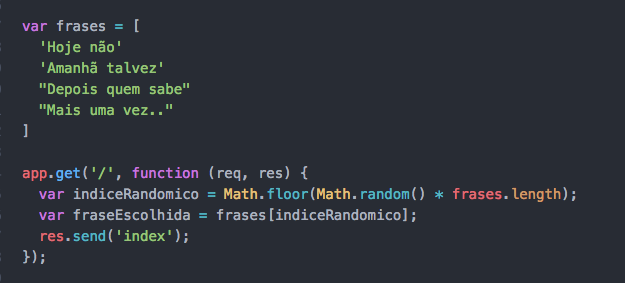 var frases = [
'Hoje não'
'Amanhã talvez'
"Depois quem sabe"
"Mais uma vez.."
]
app.get('/', function (req, res) {
var indiceRandomico = Math.floor(Math.random() * frases.length);
var fraseEscolhida = frases[indiceRandomico];
res.send('index');
});